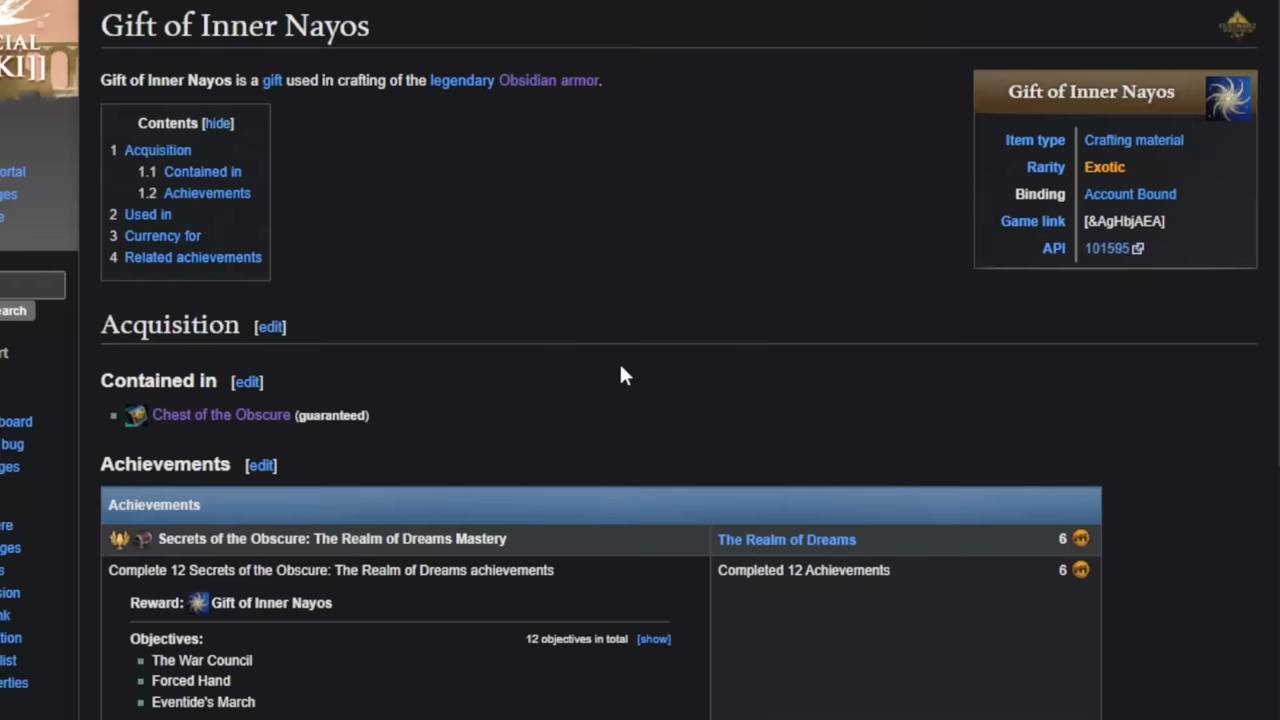 Gift of Inner Nayos
CIAL
KI]]
Gift of Inner Nayos is a gift used in crafting of the legendary Obsidian armor.
Contents [hide]
1 Acquisition
1.1 Contained in
1.2 Achievements
2 Used in
3 Currency for
4 Related achievements
Gift of Inner Nayos
Item type Crafting material
Rarity Exotic
Binding Account Bound
Game link [&AgHbjAEA]
API 101595
ortal
ges
e
earch
rt
board
bug
ges
ere
ges
s
sion
nk
tion
list
erties
Acquisition [edit]
Contained in [edit]
Chest of the Obscure (guaranteed)
Achievements [edit]
Achievements
Secrets of the Obscure: The Realm of Dreams Mastery The Realm of Dreams 6
Complete 12 Secrets of the Obscure: The Realm of Dreams achievements Completed 12 Achievements 6
Reward: Gift of Inner Nayos
Objectives: 12 objectives in total [show]
The War Council
Forced Hand
Eventide's March